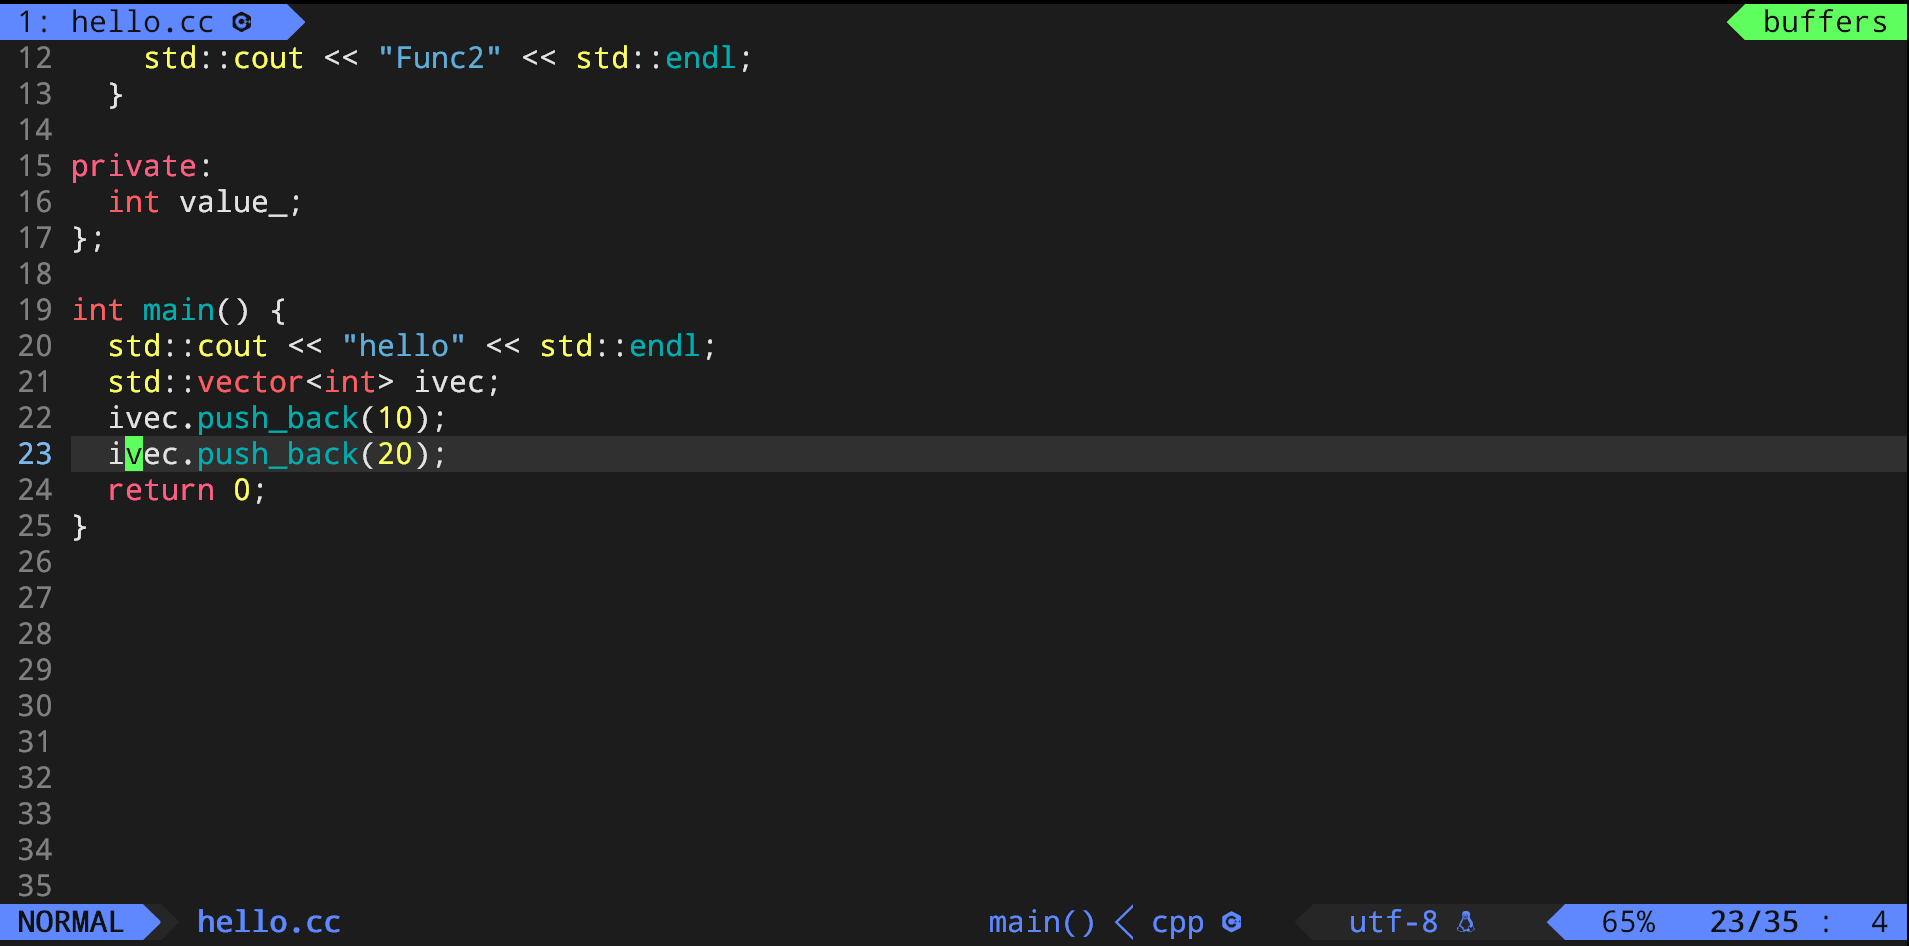 1: hello.cc buffers
12 std::cout << "Func2" << std::endl;
13 }
14
15 private:
16 int value_;
17 };
18
19 int main() {
20 std::cout << "hello" << std::endl;
21 std::vector<int> ivec;
22 ivec.push_back(10);
23 ivec.push_back(20);
24 return 0;
25 }
26
27
28
29
30
31
32
33
34
35
NORMAL hello.cc main() < cpp utf-8 65% 23/35 : 4